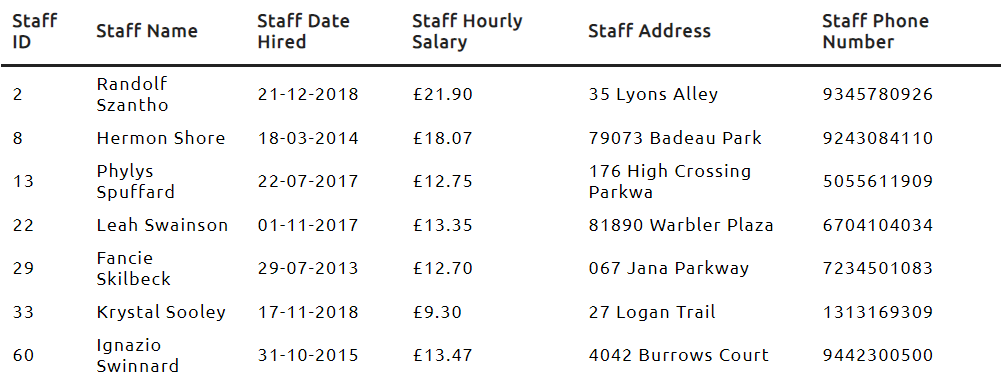 Staff ID Staff Name Staff Date Hired Staff Hourly Salary Staff Address Staff Phone Number
2 Randolf Szantho 21-12-2018 £21.90 35 Lyons Alley 9345780926
8 Hermon Shore 18-03-2014 £18.07 79073 Badeau Park 9243084110
13 Phylys Spuffard 22-07-2017 £12.75 176 High Crossing Parkwa 5055611909
22 Leah Swainson 01-11-2017 £13.35 81890 Warbler Plaza 6704104034
29 Fancie Skilbeck 29-07-2013 £12.70 067 Jana Parkway 7234501083
33 Krystal Sooley 17-11-2018 £9.30 27 Logan Trail 1313169309
60 Ignazio Swinnard 31-10-2015 £13.47 4042 Burrows Court 9442300500